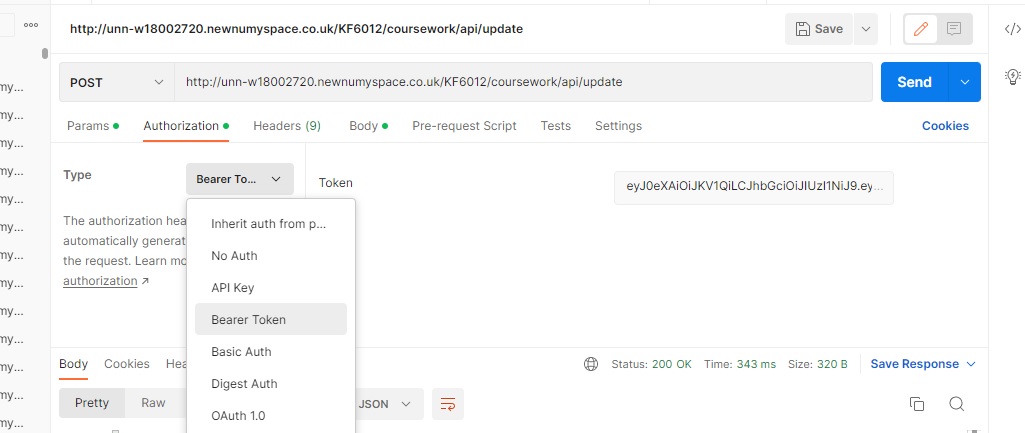 http://unn-w18002720.newnumyspace.co.uk/KF6012/coursework/api/update
Save
POST
http://unn-w18002720.newnumyspace.co.uk/KF6012/coursework/api/update
Send
Params
Authorization
Headers (9)
Body
Pre-request Script
Tests
Settings
Cookies
my...
my...
my...
my...
my...
my...
my...
my...
my...
my...
my...
my...
my...
Type
Bearer To...
Token
eyJ0eXAiOiJKV1QiLCJhbGciOiJIUzI1NiJ9.ey...
The authorization hea
automatically generat
the request. Learn mo
authorization ↗
Inherit auth from p...
No Auth
API Key
Bearer Token
Basic Auth
Digest Auth
OAuth 1.0
Body
Cookies
Hea
Status: 200 OK
Time: 343 ms
Size: 320 B
Save Response
Pretty
Raw
JSON